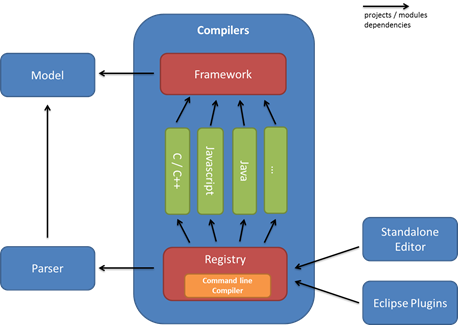 Compilers
projects / modules
dependencies
Model
Framework
C / C++
Javascript
Java
...
Parser
Registry
Command line
Compiler
Standalone
Editor
Eclipse Plugins